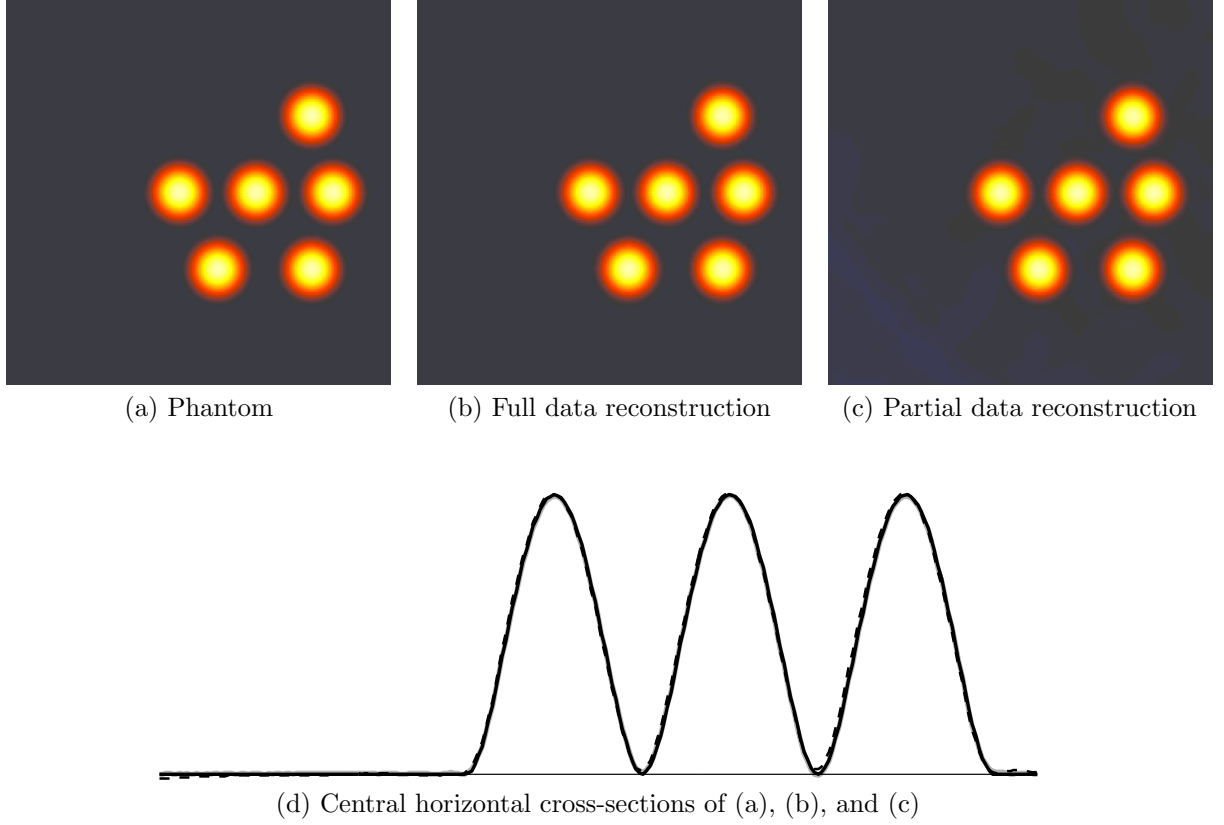 (a) Phantom
(b) Full data reconstruction
(c) Partial data reconstruction
(d) Central horizontal cross-sections of (a), (b), and (c)